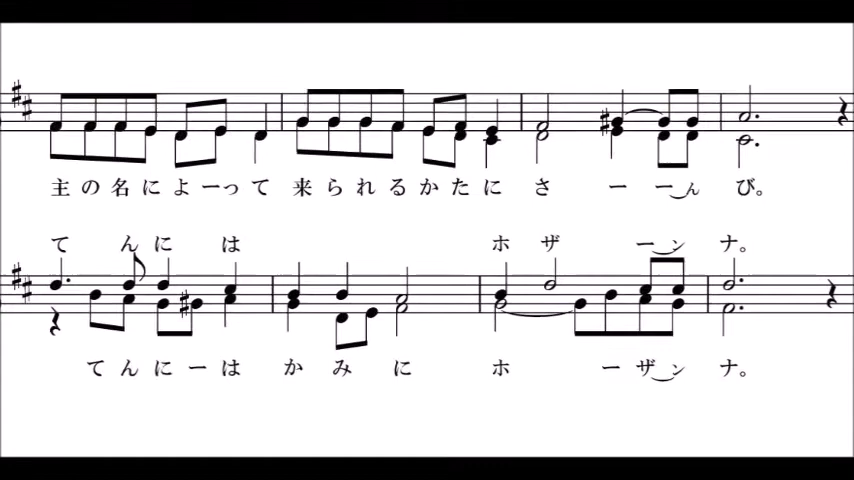 主の名によーって来られるかたにさーーんび。
てんには ホザーンナ。
てんにーはかみにホーザンナ。